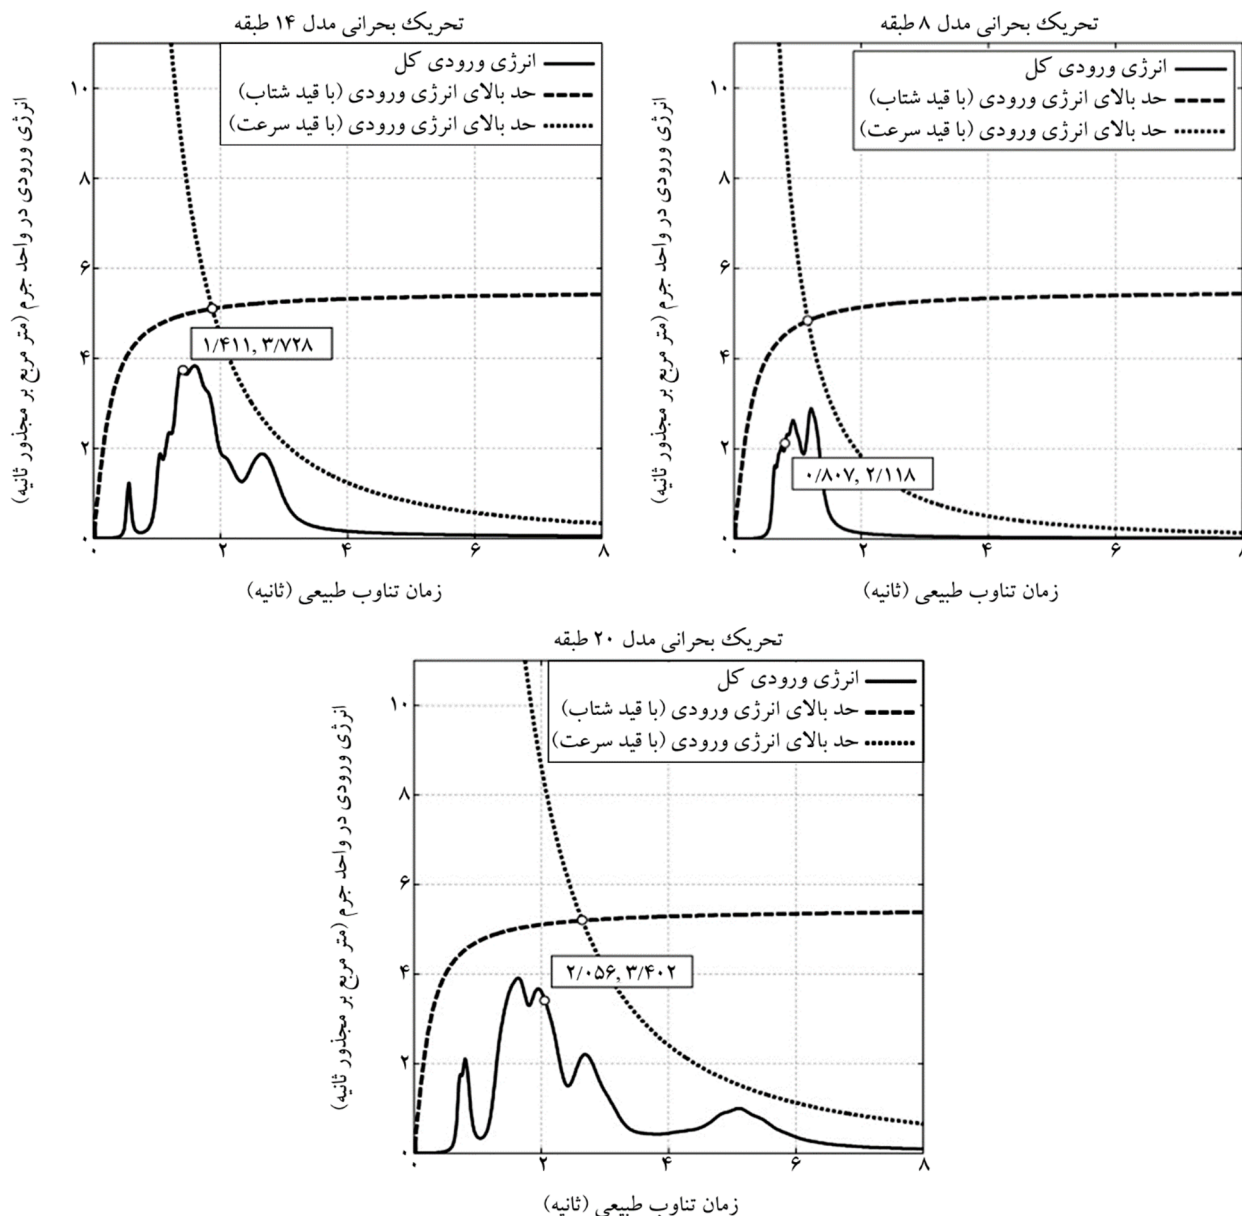 تحریک بحرانی مدل ۱۴ طبقه
انرژی ورودی کل
حد بالای انرژی ورودی (با قید شتاب)
حد بالای انرژی ورودی (با قید سرعت)
۱۰
۸
۶
۴
۲
۰
۱/۴۱۱, ۳/۷۲۸
۲
۴
۶
۸
انرژی ورودی در واحد جرم (متر مربع بر مجذور ثانیه)
زمان تناوب طبیعی (ثانیه)
تحریک بحرانی مدل ۸ طبقه
انرژی ورودی کل
حد بالای انرژی ورودی (با قید شتاب)
حد بالای انرژی ورودی (با قید سرعت)
۱۰
۸
۶
۴
۲
۰
۰/۸۰۷, ۲/۱۱۸
۲
۴
۶
۸
انرژی ورودی در واحد جرم (متر مربع بر مجذور ثانیه)
زمان تناوب طبیعی (ثانیه)
تحریک بحرانی مدل ۲۰ طبقه
انرژی ورودی کل
حد بالای انرژی ورودی (با قید شتاب)
حد بالای انرژی ورودی (با قید سرعت)
۱۰
۸
۶
۴
۲
۰
۲/۰۵۶, ۳/۴۰۲
۲
۴
۶
۸
انرژی ورودی در واحد جرم (متر مربع بر مجذور ثانیه)
زمان تناوب طبیعی (ثانیه)